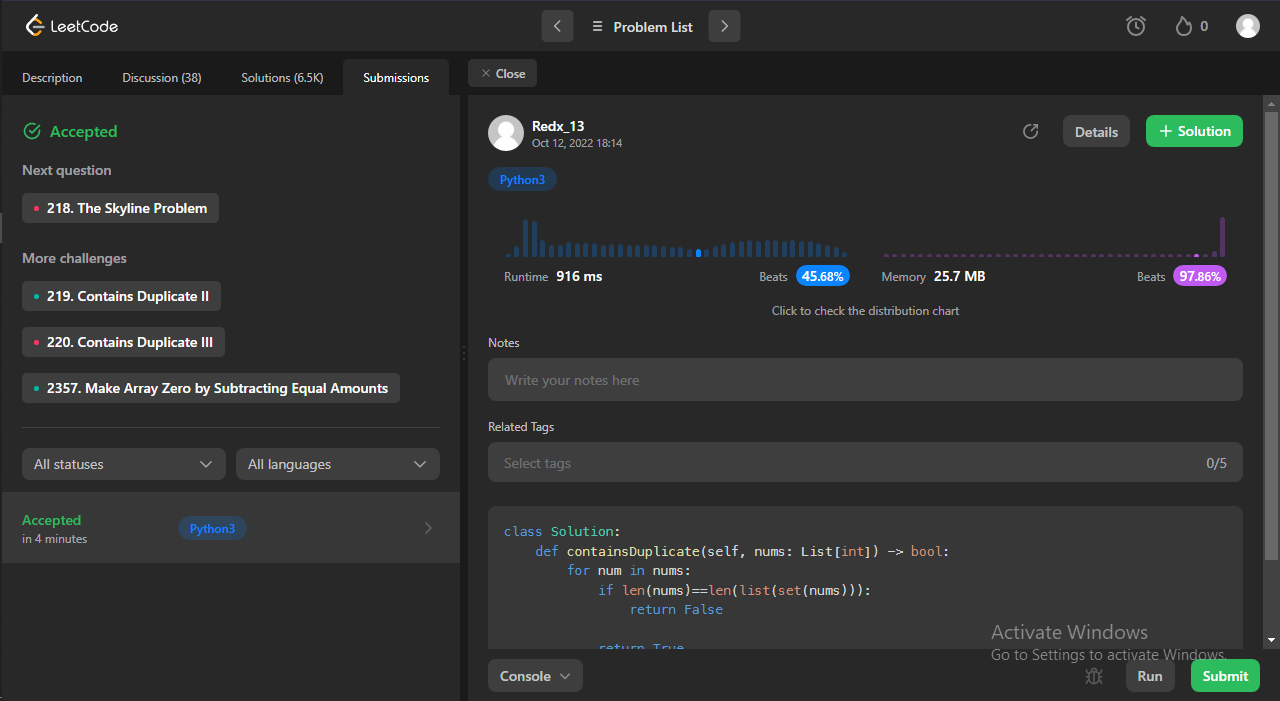 LeetCode
Problem List
0
Description
Discussion (38)
Solutions (6.5K)
Submissions
Close
Accepted
Next question
218. The Skyline Problem
More challenges
219. Contains Duplicate II
220. Contains Duplicate III
2357. Make Array Zero by Subtracting Equal Amounts
All statuses
All languages
Accepted
in 4 minutes
Python3
Redx_13
Oct 12, 2022 18:14
Details
+ Solution
Python3
Runtime 916 ms
Beats 45.68%
Memory 25.7 MB
Beats 97.86%
Click to check the distribution chart
Notes
Write your notes here
Related Tags
Select tags
0/5
class Solution:
    def containsDuplicate(self, nums: List[int]) -> bool:
        for num in nums:
            if len(nums)==len(list(set(nums))):
                return False
            return True
Activate Windows
Go to Settings to activate Windows.
Console
Run
Submit